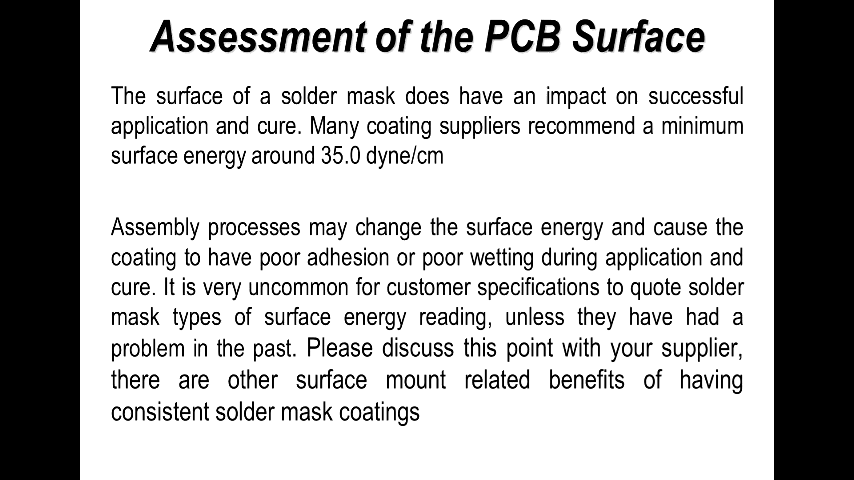 Assessment of the PCB Surface
The surface of a solder mask does have an impact on successful
application and cure. Many coating suppliers recommend a minimum
surface energy around 35.0 dyne/cm
Assembly processes may change the surface energy and cause the
coating to have poor adhesion or poor wetting during application and
cure. It is very uncommon for customer specifications to quote solder
mask types of surface energy reading, unless they have had a
problem in the past. Please discuss this point with your supplier,
there are other surface mount related benefits of having
consistent solder mask coatings